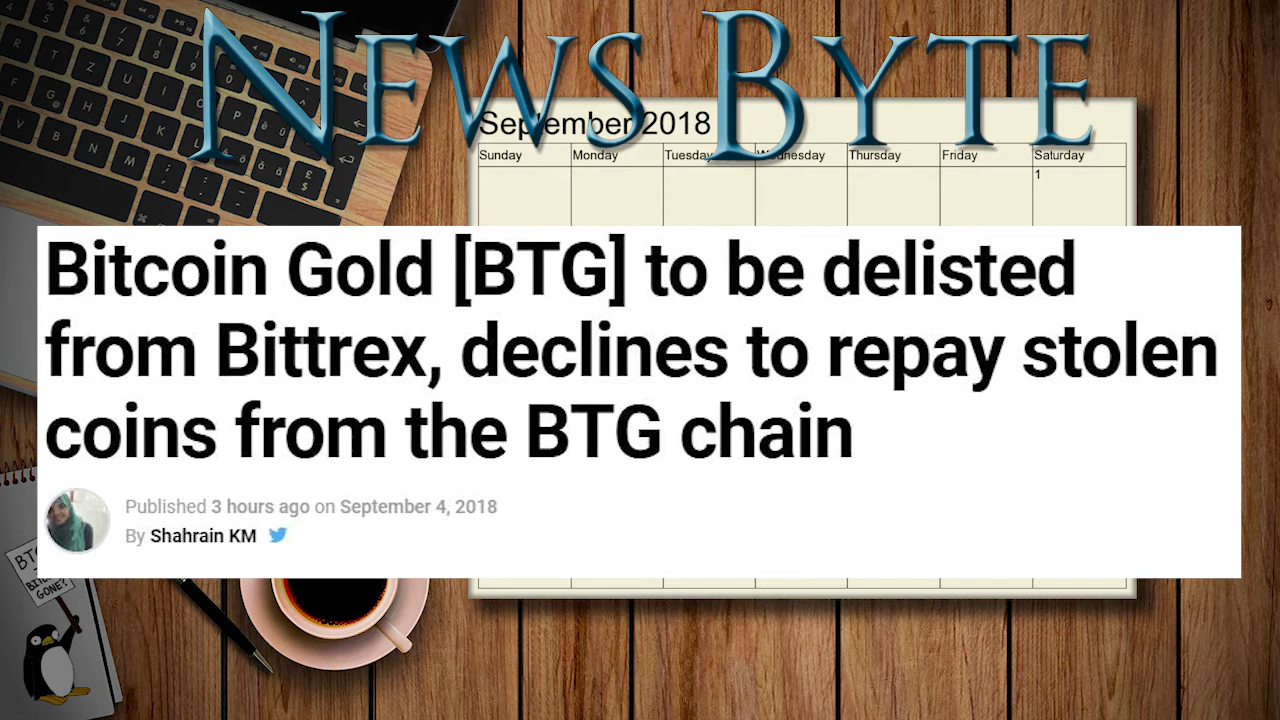 News Byte
September 2018
Sunday Monday Tuesday Wednesday Thursday Friday Saturday
1
Bitcoin Gold [BTG] to be delisted
from Bittrex, declines to repay stolen
coins from the BTG chain
Published 3 hours ago on September 4, 2018
By Shahrain KM
GONE?